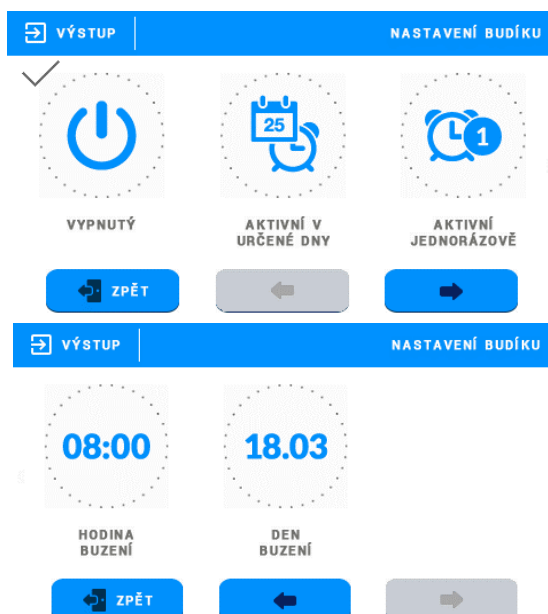 VÝSTUP
NASTAVENÍ BUDÍKU
25
1
VYPNUTÝ
AKTIVNÍ V
URČENÉ DNY
AKTIVNÍ
JEDNORÁZOVĚ
ZPĚT
VÝSTUP
NASTAVENÍ BUDÍKU
08:00
18.03
HODINA
BUZENÍ
DEN
BUZENÍ
ZPĚT